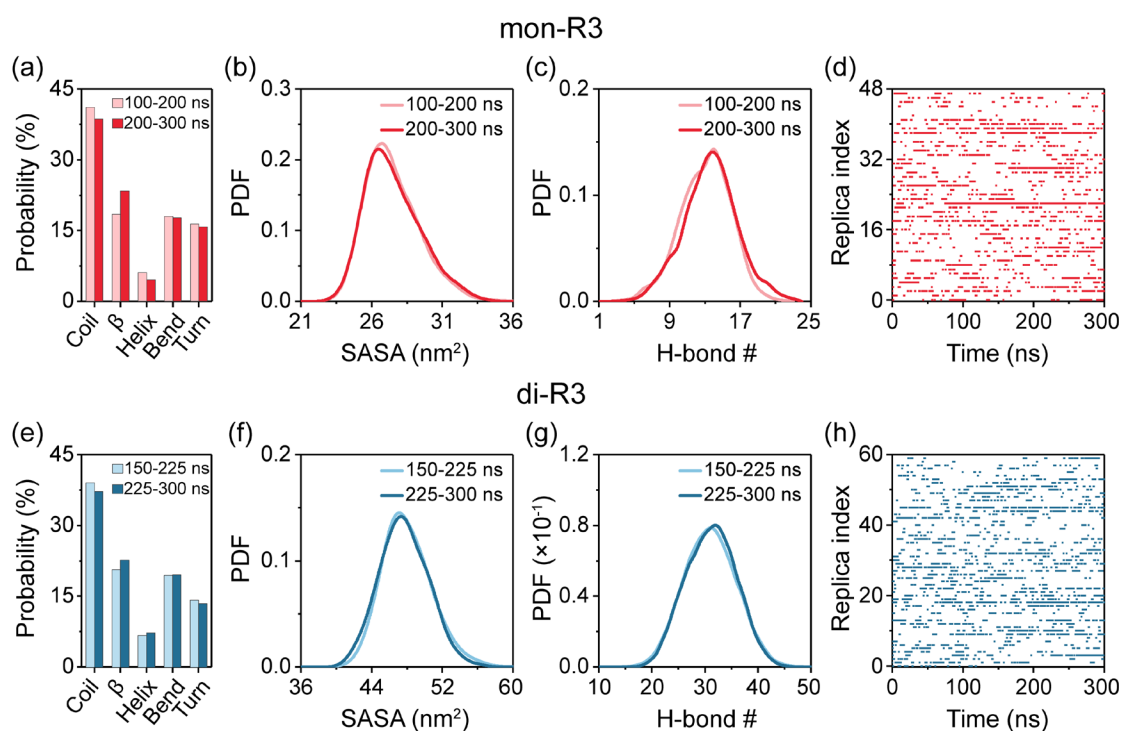 mon-R3
(a)
Probability (%)
45
30
15
0
100-200 ns
200-300 ns
Coil
β
Helix
Bend
Turn
(b)
PDF
0.3
0.2
0.1
0.0
100-200 ns
200-300 ns
21 26 31 36
SASA (nm²)
(c)
PDF
0.2
0.1
0.0
100-200 ns
200-300 ns
1 9 17 25
H-bond #
(d)
Replica index
48
32
16
0
0 100 200 300
Time (ns)
di-R3
(e)
Probability (%)
45
30
15
0
150-225 ns
225-300 ns
Coil
β
Helix
Bend
Turn
(f)
PDF
0.2
0.1
0.0
150-225 ns
225-300 ns
36 44 52 60
SASA (nm²)
(g)
PDF (×10⁻¹)
1.2
0.8
0.4
0.0
150-225 ns
225-300 ns
10 20 30 40 50
H-bond #
(h)
Replica index
60
40
20
0
0 100 200 300
Time (ns)